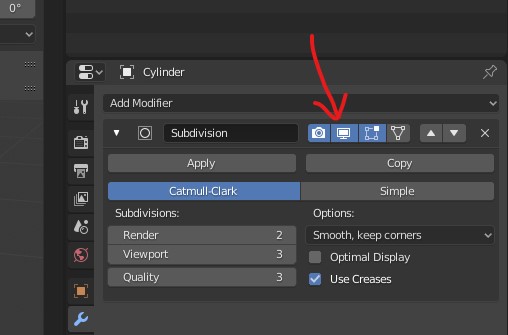 0°
Cylinder
Add Modifier
Subdivision
Apply Copy
Catmull-Clark Simple
Subdivisions: Options:
Render 2 Smooth, keep corners
Viewport 3 Optimal Display
Quality 3 Use Creases